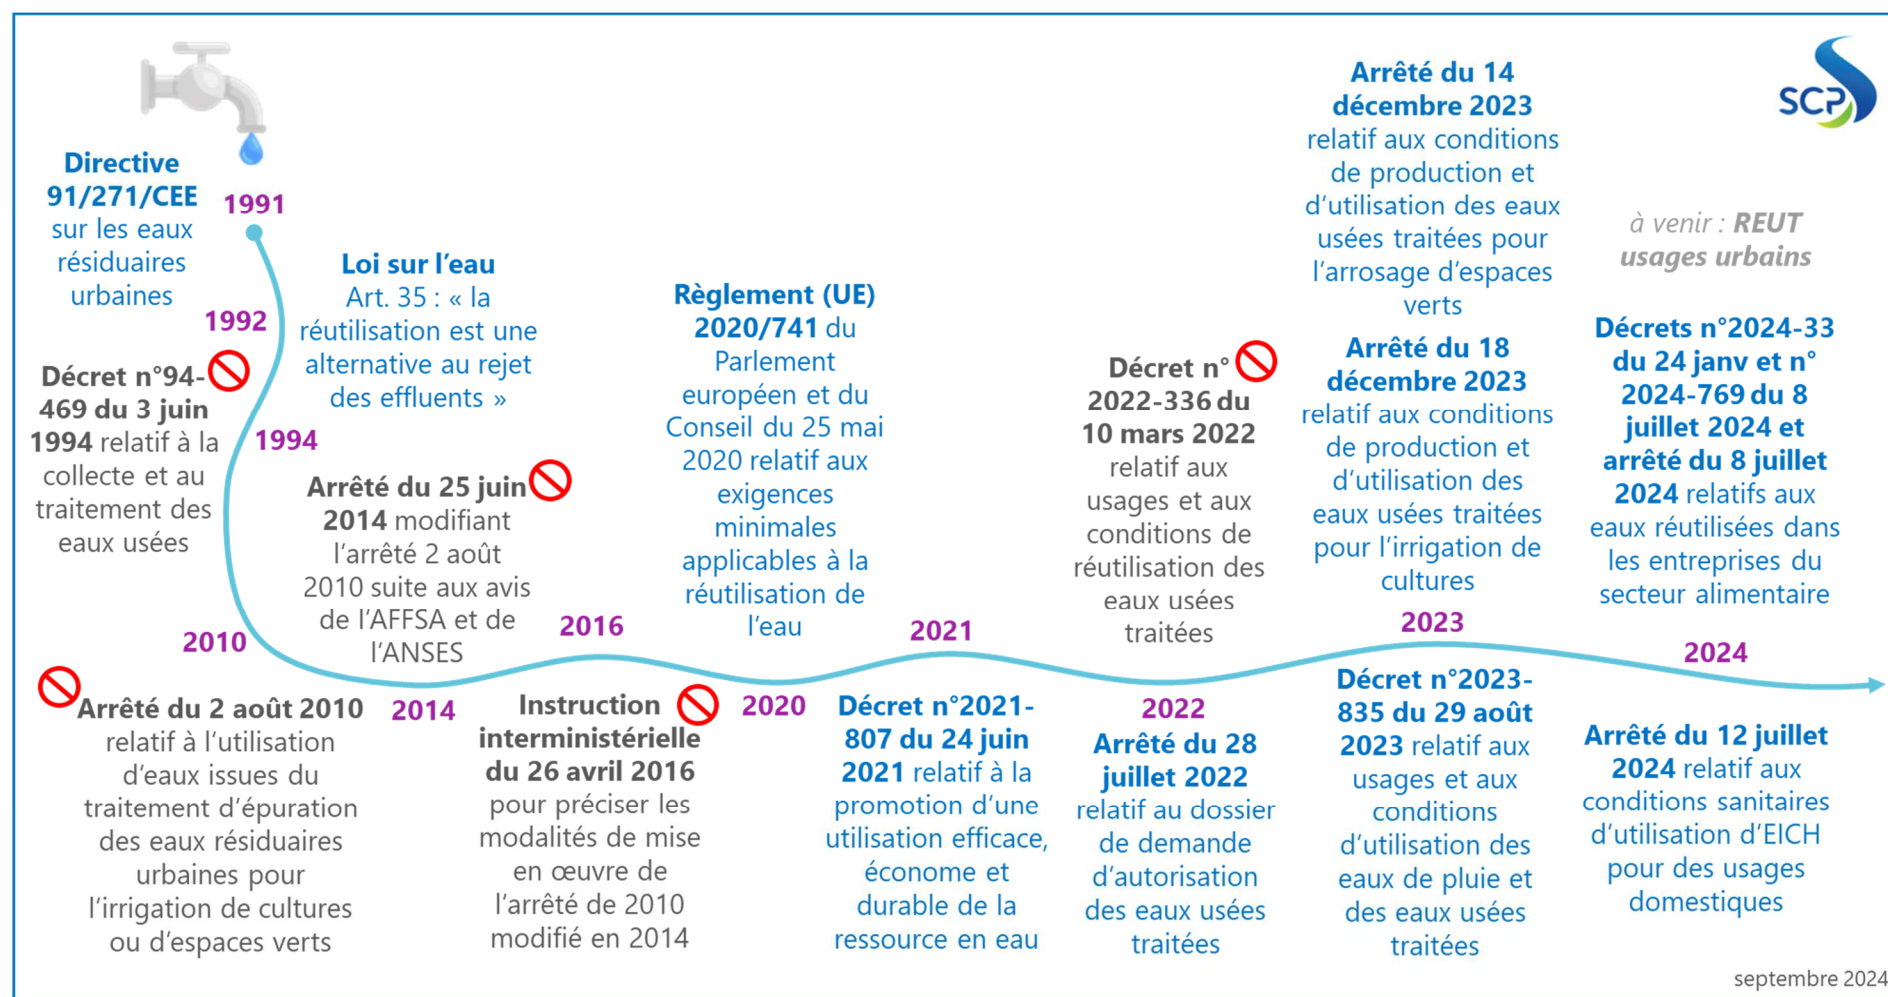 Directive
91/271/CEE
sur les eaux
résiduaires
urbaines
1991
1992
Loi sur l’eau
Art. 35 : « la
réutilisation est une
alternative au rejet
des effluents »
Décret n°94-
469 du 3 juin
1994 relatif à la
collecte et au
traitement des
eaux usées
1994
2010
Arrêté du 2 août 2010
relatif à l’utilisation
d’eaux issues du
traitement d’épuration
des eaux résiduaires
urbaines pour
l’irrigation de cultures
ou d’espaces verts
Arrêté du 25 juin
2014 modifiant
l’arrêté 2 août
2010 suite aux avis
de l’AFFSA et de
l’ANSES
2014
2016
Instruction
interministérielle
du 26 avril 2016
pour préciser les
modalités de mise
en œuvre de
l’arrêté de 2010
modifié en 2014
Règlement (UE)
2020/741 du
Parlement
européen et du
Conseil du 25 mai
2020 relatif aux
exigences
minimales
applicables à la
réutilisation de
l’eau
2020
2021
Décret n°2021-
807 du 24 juin
2021 relatif à la
promotion d’une
utilisation efficace,
économe et
durable de la
ressource en eau
Décret n°
2022-336 du
10 mars 2022
relatif aux
usages et aux
conditions de
réutilisation des
eaux usées
traitées
2022
Arrêté du 28
juillet 2022
relatif au dossier
de demande
d’autorisation
des eaux usées
traitées
Arrêté du 14
décembre 2023
relatif aux conditions
de production et
d’utilisation des eaux
usées traitées pour
l’arrosage d’espaces
verts
Arrêté du 18
décembre 2023
relatif aux conditions
de production et
d’utilisation des
eaux usées traitées
pour l’irrigation de
cultures
2023
Décret n°2023-
835 du 29 août
2023 relatif aux
usages et aux
conditions
d’utilisation des
eaux de pluie et
des eaux usées
traitées
SCP
à venir : REUT
usages urbains
Décrets n°2024-33
du 24 janv et n°
2024-769 du 8
juillet 2024 et
arrêté du 8 juillet
2024 relatifs aux
eaux réutilisées dans
les entreprises du
secteur alimentaire
2024
Arrêté du 12 juillet
2024 relatif aux
conditions sanitaires
d’utilisation d’EICH
pour des usages
domestiques
septembre 2024